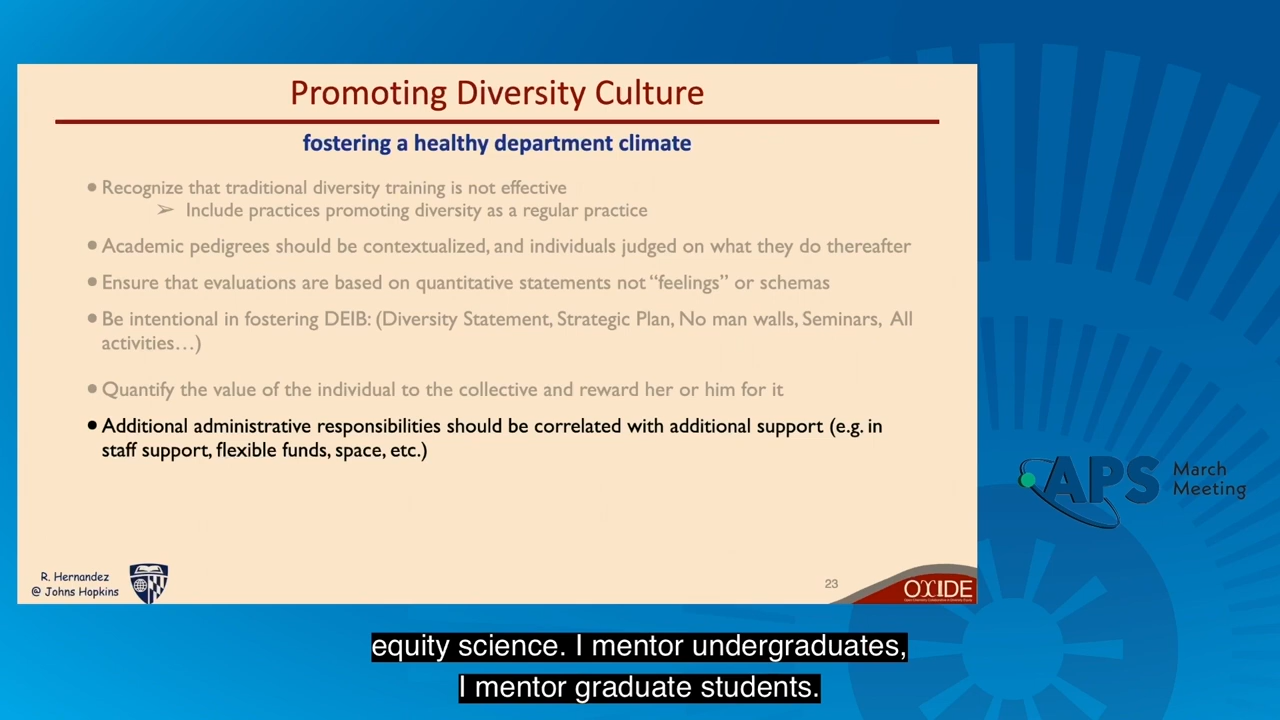 Promoting Diversity Culture
fostering a healthy department climate
• Recognize that traditional diversity training is not effective
➢ Include practices promoting diversity as a regular practice
• Academic pedigrees should be contextualized, and individuals judged on what they do thereafter
• Ensure that evaluations are based on quantitative statements not “feelings” or schemas
• Be intentional in fostering DEIB: (Diversity Statement, Strategic Plan, No man walls, Seminars, All
activities…)
• Quantify the value of the individual to the collective and reward her or him for it
• Additional administrative responsibilities should be correlated with additional support (e.g. in
staff support, flexible funds, space, etc.)
APS March
Meeting
R. Hernandez
@ Johns Hopkins
23
OXIDE
equity science. I mentor undergraduates,
I mentor graduate students.